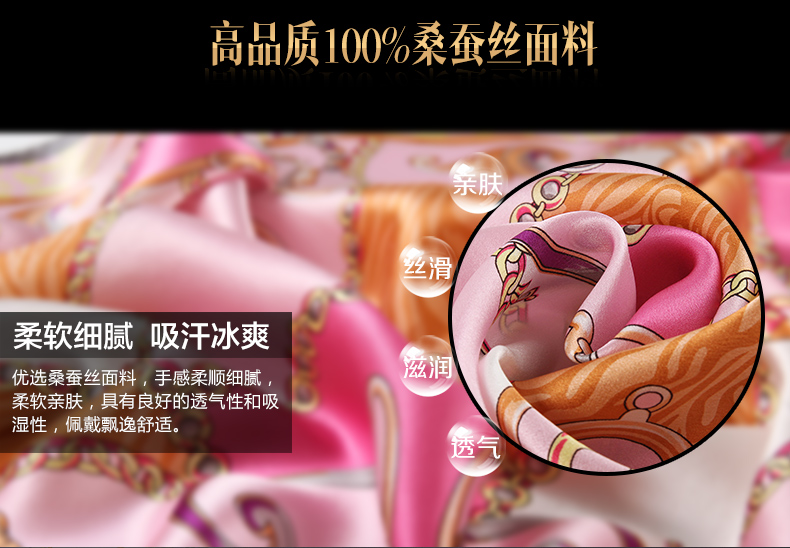 高品质100%桑蚕丝面料
亲肤
丝滑
滋润
透气
柔软细腻 吸汗冰爽
优选桑蚕丝面料，手感柔顺细腻，
柔软亲肤，具有良好的透气性和吸
湿性，佩戴飘逸舒适。